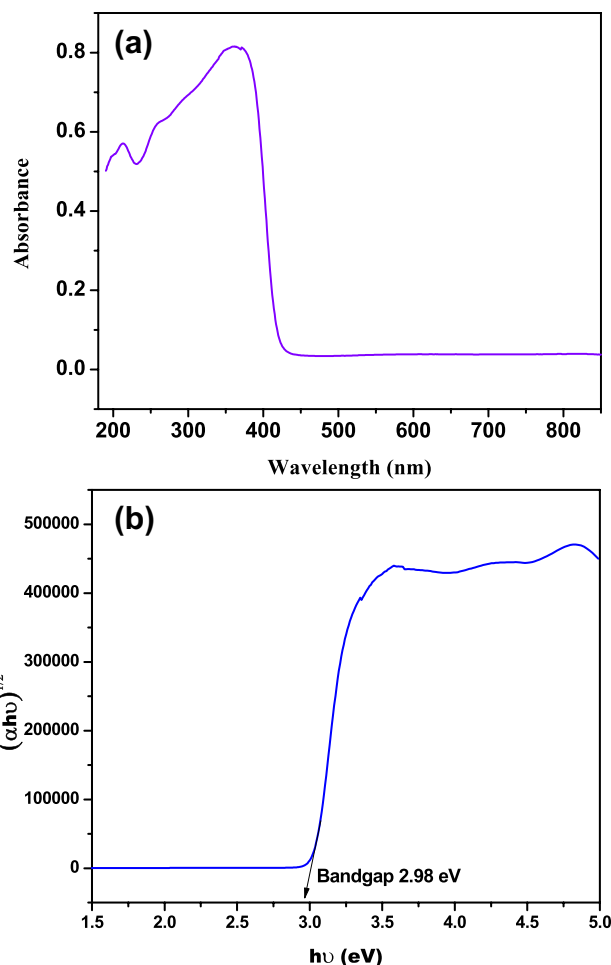 (a)
0.8
0.6
0.4
0.2
0.0
Absorbance
200 300 400 500 600 700 800
Wavelength (nm)
(b)
500000
400000
300000
200000
100000
0
(αhυ)^1/2
Bandgap 2.98 eV
1.5 2.0 2.5 3.0 3.5 4.0 4.5 5.0
hυ (eV)